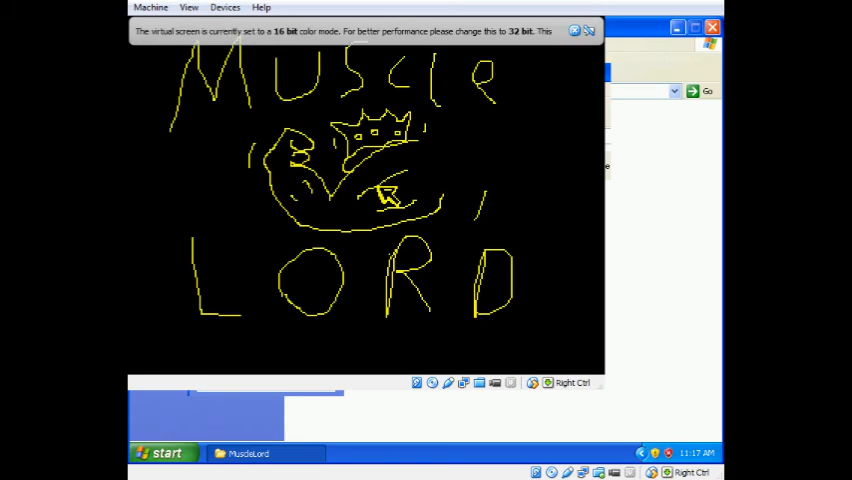 Machine View Devices Help
The virtual screen is currently set to a 16 bit color mode. For better performance please change this to 32 bit. This
Go
MUScle
LORD
Right Ctrl
start MuscleLord 11:17 AM
Right Ctrl